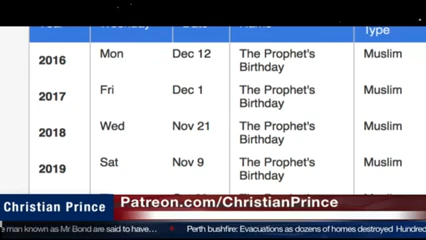 Type
2016 Mon Dec 12 The Prophet's Muslim
Birthday
2017 Fri Dec 1 The Prophet's Muslim
Birthday
2018 Wed Nov 21 The Prophet's Muslim
Birthday
2019 Sat Nov 9 The Prophet's Muslim
Birthday
Christian Prince
Patreon.com/ChristianPrince
man known as Mr Bond are said to have... Perth bushfire: Evacuations as dozens of homes destroyed